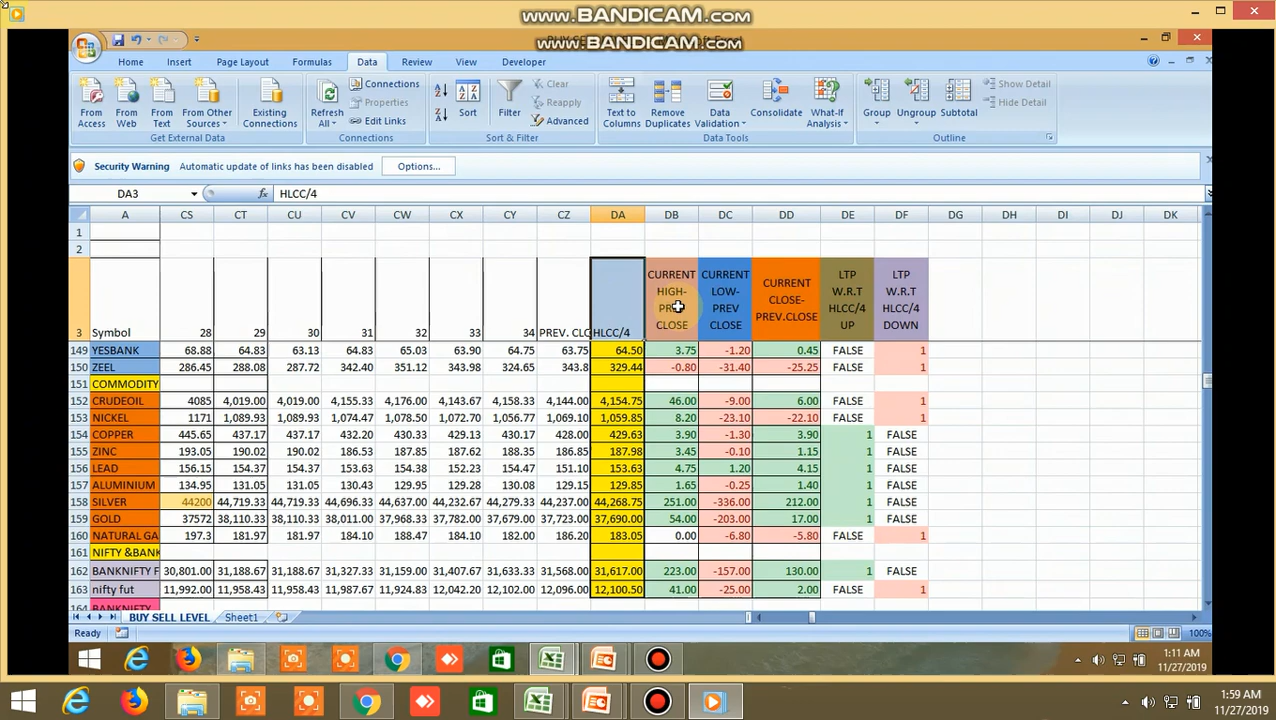 www.BANDICAM.com
www.BANDICAM.com
Home Insert Page Layout Formulas Data Review View Developer
From Access From Web From Text From Other Sources Existing Connections Refresh All Connections Properties Edit Links Sort Filter Clear Reapply Advanced Text to Columns Remove Duplicates Data Validation Consolidate What-If Analysis Group Ungroup Subtotal Show Detail Hide Detail
Get External Data Connections Sort & Filter Data Tools Outline
Security Warning Automatic update of links has been disabled Options...
DA3 fx HLCC/4
A CS CT CU CV CW CX CY CZ DA DB DC DD DE DF DG DH DI DJ DK
1
2
3 Symbol 28 29 30 31 32 33 34 PREV. CLO HLCC/4 CURRENT HIGH- PREV CLOSE CURRENT LOW- PREV CLOSE CURRENT CLOSE- PREV.CLOSE LTP W.R.T HLCC/4 UP LTP W.R.T HLCC/4 DOWN
149 YESBANK 68.88 64.83 63.13 64.83 65.03 63.90 64.75 63.75 64.50 3.75 -1.20 0.45 FALSE 1
150 ZEEL 286.45 288.08 287.72 342.40 351.12 343.98 324.65 343.8 329.44 -0.80 -31.40 -25.25 FALSE 1
151 COMMODITY
152 CRUDEOIL 4085 4,019.00 4,019.00 4,155.33 4,176.00 4,143.67 4,158.33 4,144.00 4,154.75 46.00 -9.00 6.00 FALSE 1
153 NICKEL 1171 1,089.93 1,089.93 1,074.47 1,078.50 1,072.70 1,056.77 1,069.10 1,059.85 8.20 -23.10 -22.10 FALSE 1
154 COPPER 445.65 437.17 437.17 432.20 430.33 429.13 430.17 428.00 429.63 3.90 -1.30 3.90 1 FALSE
155 ZINC 193.05 190.02 190.02 186.53 187.85 187.62 188.35 186.85 187.98 3.45 -0.10 1.15 1 FALSE
156 LEAD 156.15 154.37 154.37 153.63 154.38 152.23 154.47 151.10 153.63 4.75 1.20 4.15 1 FALSE
157 ALUMINIUM 134.95 131.05 131.05 129.95 129.28 128.03 130.08 129.15 129.85 1.65 -0.25 1.40 1 FALSE
158 SILVER 44200 44,719.33 44,719.33 44,696.33 44,637.00 44,232.67 44,279.33 44,237.00 44,268.75 251.00 -336.00 212.00 1 FALSE
159 GOLD 37572 38,110.33 38,110.33 38,011.00 37,968.33 37,782.00 37,679.00 37,723.00 37,690.00 54.00 -203.00 17.00 1 FALSE
160 NATURAL GA 197.3 181.97 181.97 184.10 188.47 184.10 182.00 186.20 183.05 0.00 -6.80 -5.80 FALSE 1
161 NIFTY &BANK
162 BANKNIFTY F 30,801.00 31,188.67 31,188.67 31,327.33 31,159.00 31,407.67 31,633.33 31,568.00 31,617.00 223.00 -157.00 130.00 1 FALSE
163 nifty fut 11,992.00 11,958.43 11,958.43 11,987.67 11,924.83 12,042.20 12,102.00 12,096.00 12,100.50 41.00 -25.00 2.00 FALSE 1
164 BANKNIFTY
BUY SELL LEVEL Sheet1
Ready 100%
1:11 AM
11/27/2019
1:59 AM
11/27/2019